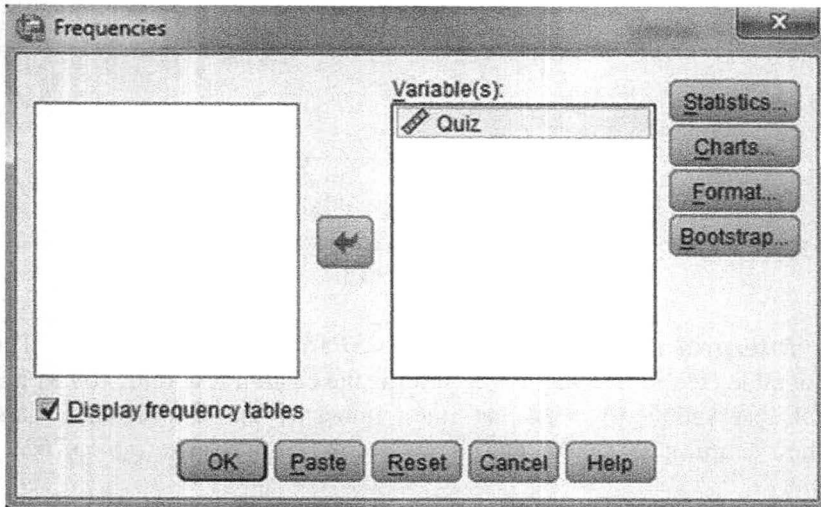 Frequencies
Variable(s):
Quiz
Statistics...
Charts...
Format...
Bootstrap...
Display frequency tables
OK
Paste
Reset
Cancel
Help